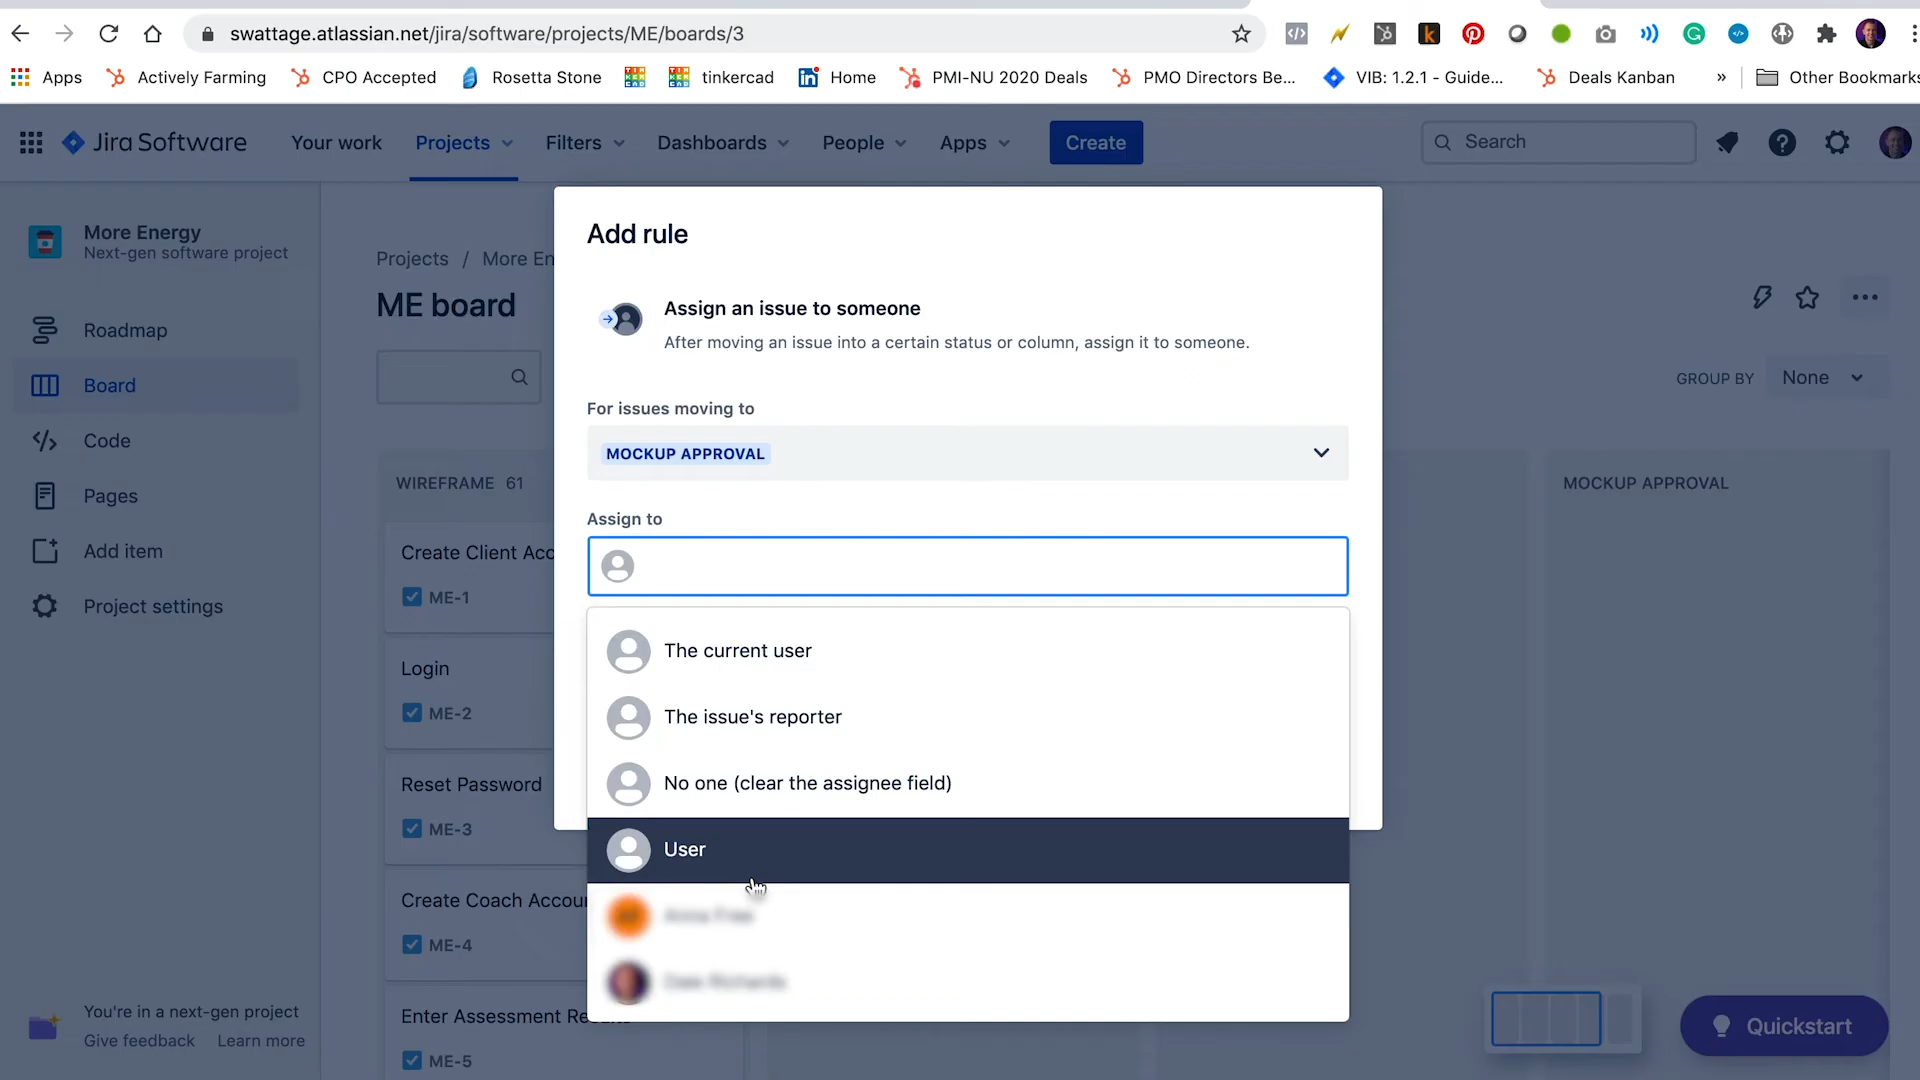 swattage.atlassian.net/jira/software/projects/ME/boards/3
Apps
Actively Farming
CPO Accepted
Rosetta Stone
tinkercad
Home
PMI-NU 2020 Deals
PMO Directors Be...
VIB: 1.2.1 - Guide...
Deals Kanban
»
Other Bookmarks
Jira Software
Your work
Projects
Filters
Dashboards
People
Apps
Create
Search
More Energy
Next-gen software project
Roadmap
Board
Code
Pages
Add item
Project settings
You're in a next-gen project
Give feedback Learn more
Projects / More En
ME board
GROUP BY None
WIREFRAME 61
Create Client Acc
ME-1
Login
ME-2
Reset Password
ME-3
Create Coach Accou
ME-4
Enter Assessment
ME-5
MOCKUP APPROVAL
Add rule
Assign an issue to someone
After moving an issue into a certain status or column, assign it to someone.
For issues moving to
MOCKUP APPROVAL
Assign to
The current user
The issue's reporter
No one (clear the assignee field)
User
Quickstart